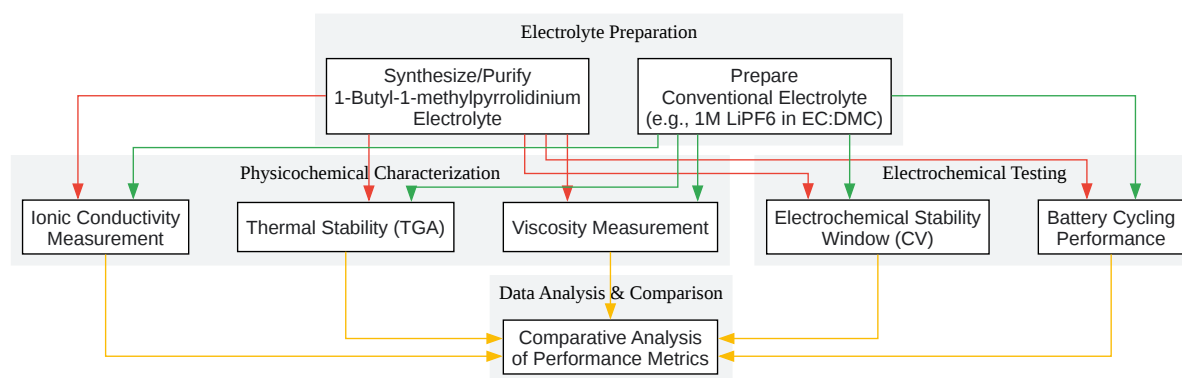 Electrolyte Preparation
Synthesize/Purify
1-Butyl-1-methylpyrrolidinium
Electrolyte
Prepare
Conventional Electrolyte
(e.g., 1M LiPF6 in EC:DMC)
Physicochemical Characterization
Ionic Conductivity
Measurement
Thermal Stability (TGA)
Viscosity Measurement
Electrochemical Testing
Electrochemical Stability
Window (CV)
Battery Cycling
Performance
Data Analysis & Comparison
Comparative Analysis
of Performance Metrics